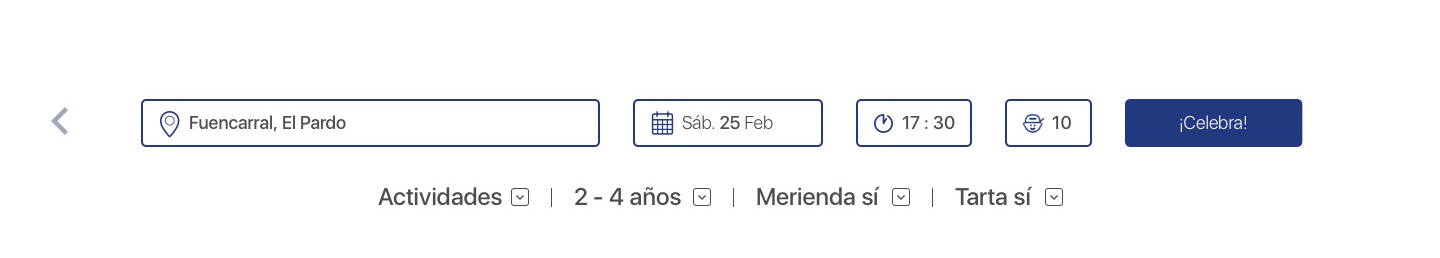 Fuencarral, El Pardo Sáb. 25 Feb 17 : 30 10 ¡Celebra!
Actividades | 2 - 4 años | Merienda sí | Tarta sí